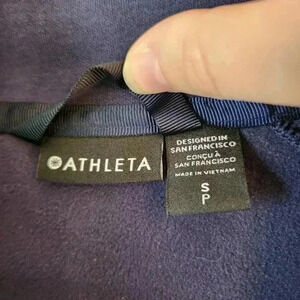 ATHLETA
DESIGNED IN
SAN FRANCISCO
CONÇU À
SAN FRANCISCO
MADE IN VIETNAM
S
P